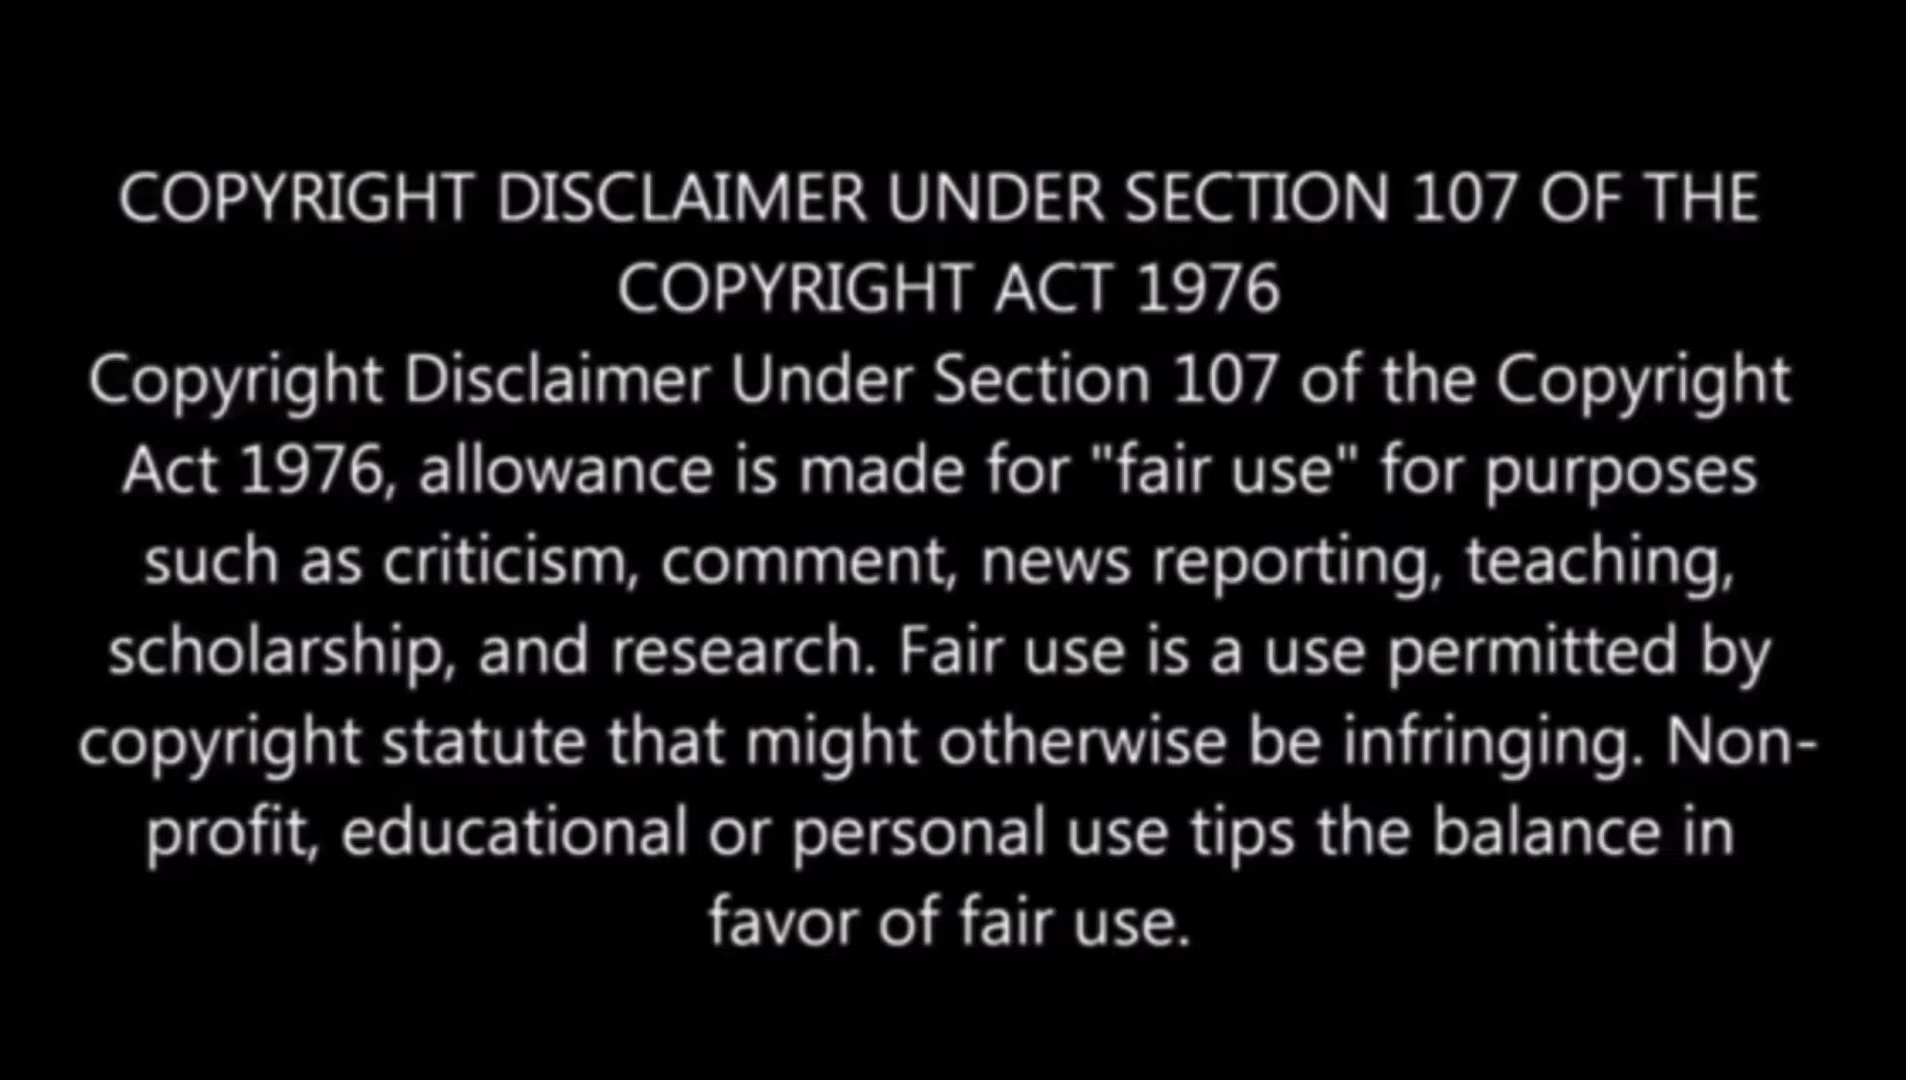 COPYRIGHT DISCLAIMER UNDER SECTION 107 OF THE
COPYRIGHT ACT 1976
Copyright Disclaimer Under Section 107 of the Copyright
Act 1976, allowance is made for "fair use" for purposes
such as criticism, comment, news reporting, teaching,
scholarship, and research. Fair use is a use permitted by
copyright statute that might otherwise be infringing. Non-
profit, educational or personal use tips the balance in
favor of fair use.